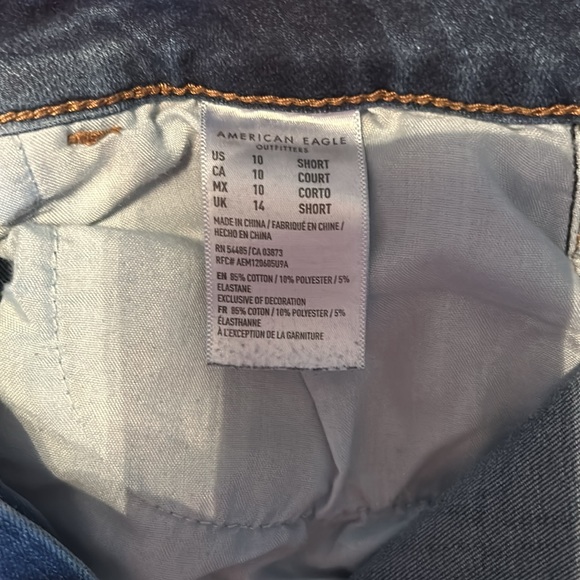 AMERICAN EAGLE
OUTFITTERS
US 10 SHORT
CA 10 COURT
MX 10 CORTO
UK 14 SHORT
MADE IN CHINA / FABRIQUÉ EN CHINE /
HECHO EN CHINA
RN 54485/CA 03873
RFC# AEM120605U9A
EN 85% COTTON / 10% POLYESTER / 5%
ELASTANE
EXCLUSIVE OF DECORATION
FR 85% COTON / 10% POLYESTER / 5%
ÉLASTHANNE
À L'EXCEPTION DE LA GARNITURE